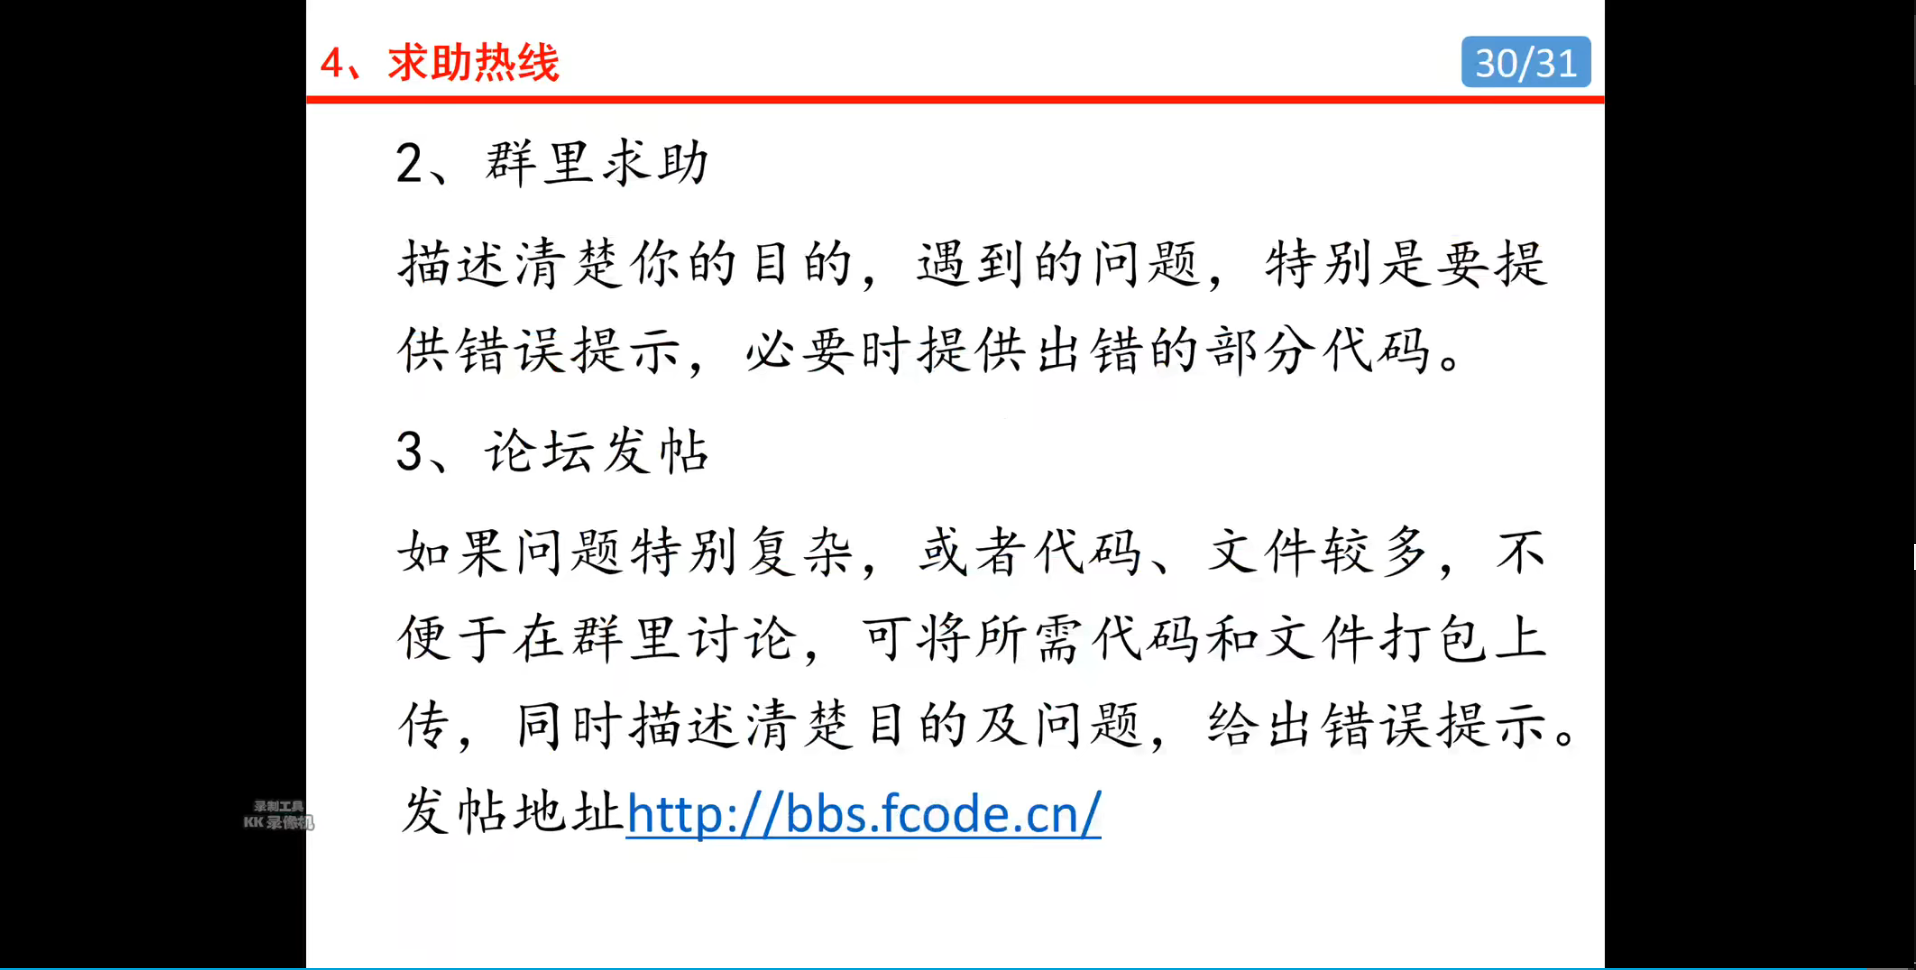 4、求助热线
30/31
2、群里求助
描述清楚你的目的，遇到的问题，特别是要提
供错误提示，必要时提供出错的部分代码。
3、论坛发帖
如果问题特别复杂，或者代码、文件较多，不
便于在群里讨论，可将所需代码和文件打包上
传，同时描述清楚目的及问题，给出错误提示。
发帖地址http://bbs.fcode.cn/
录制工具
KK 录像机